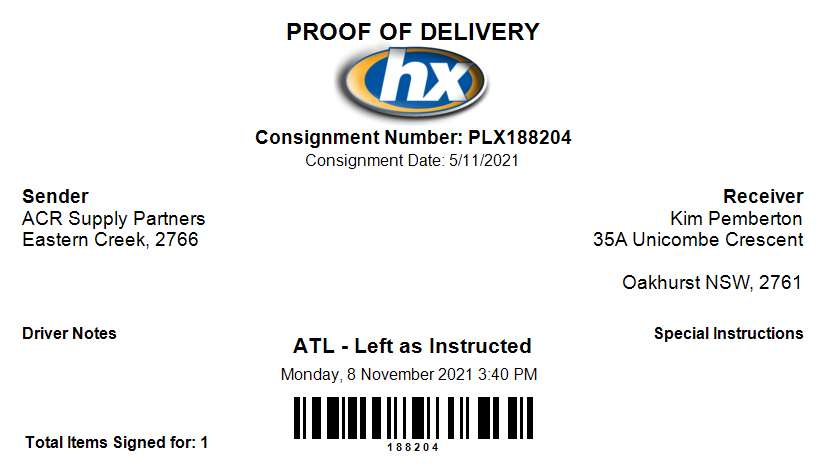 PROOF OF DELIVERY
hx
Consignment Number: PLX188204
Consignment Date: 5/11/2021
Sender
ACR Supply Partners
Eastern Creek, 2766
Receiver
Kim Pemberton
35A Unicombe Crescent
Oakhurst NSW, 2761
Driver Notes
ATL - Left as Instructed
Monday, 8 November 2021 3:40 PM
Special Instructions
188204
Total Items Signed for: 1